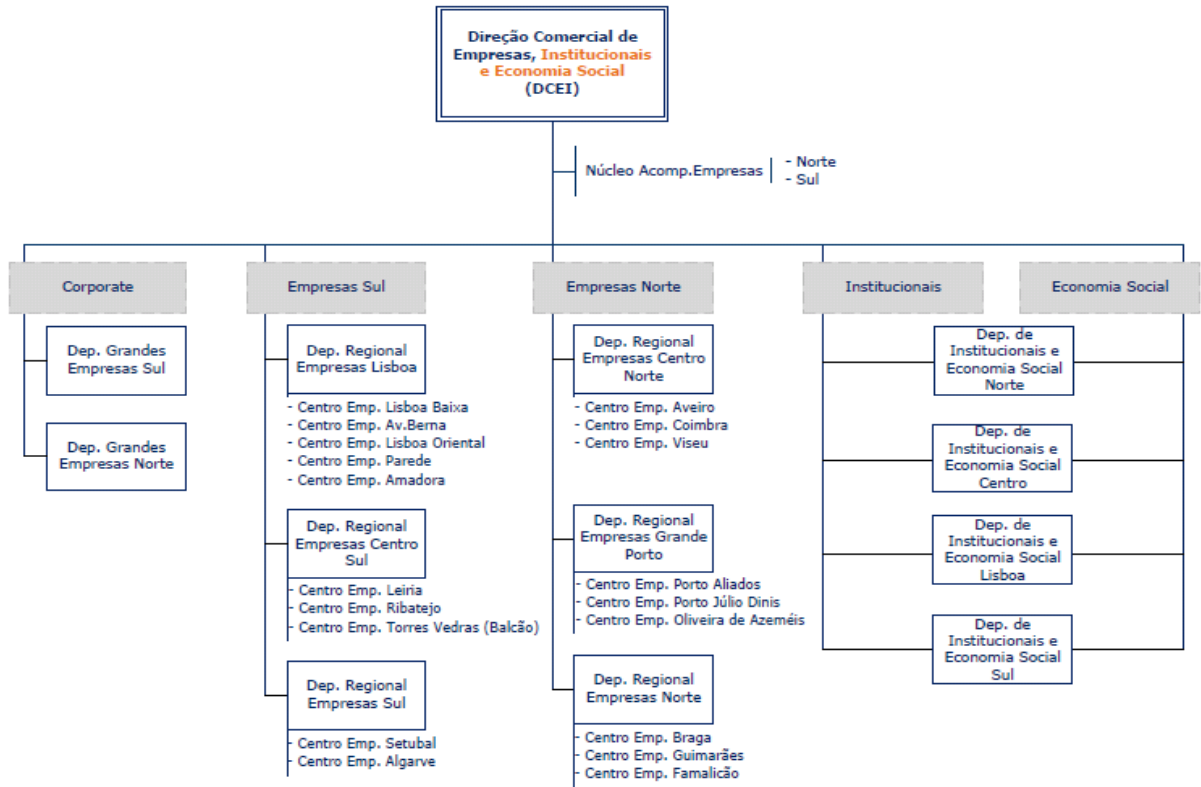 Direção Comercial de
Empresas, Institucionais
e Economia Social
(DCEI)
Núcleo Acomp.Empresas
- Norte
- Sul
Corporate
Dep. Grandes
Empresas Sul
Dep. Grandes
Empresas Norte
Empresas Sul
Dep. Regional
Empresas Lisboa
- Centro Emp. Lisboa Baixa
- Centro Emp. Av.Berna
- Centro Emp. Lisboa Oriental
- Centro Emp. Parede
- Centro Emp. Amadora
Dep. Regional
Empresas Centro
Sul
- Centro Emp. Leiria
- Centro Emp. Ribatejo
- Centro Emp. Torres Vedras (Balcão)
Dep. Regional
Empresas Sul
- Centro Emp. Setubal
- Centro Emp. Algarve
Empresas Norte
Dep. Regional
Empresas Centro
Norte
- Centro Emp. Aveiro
- Centro Emp. Coimbra
- Centro Emp. Viseu
Dep. Regional
Empresas Grande
Porto
- Centro Emp. Porto Aliados
- Centro Emp. Porto Júlio Dinis
- Centro Emp. Oliveira de Azeméis
Dep. Regional
Empresas Norte
- Centro Emp. Braga
- Centro Emp. Guimarães
- Centro Emp. Famalicão
Institucionais
Economia Social
Dep. de
Institucionais e
Economia Social
Norte
Dep. de
Institucionais e
Economia Social
Centro
Dep. de
Institucionais e
Economia Social
Lisboa
Dep. de
Institucionais e
Economia Social
Sul